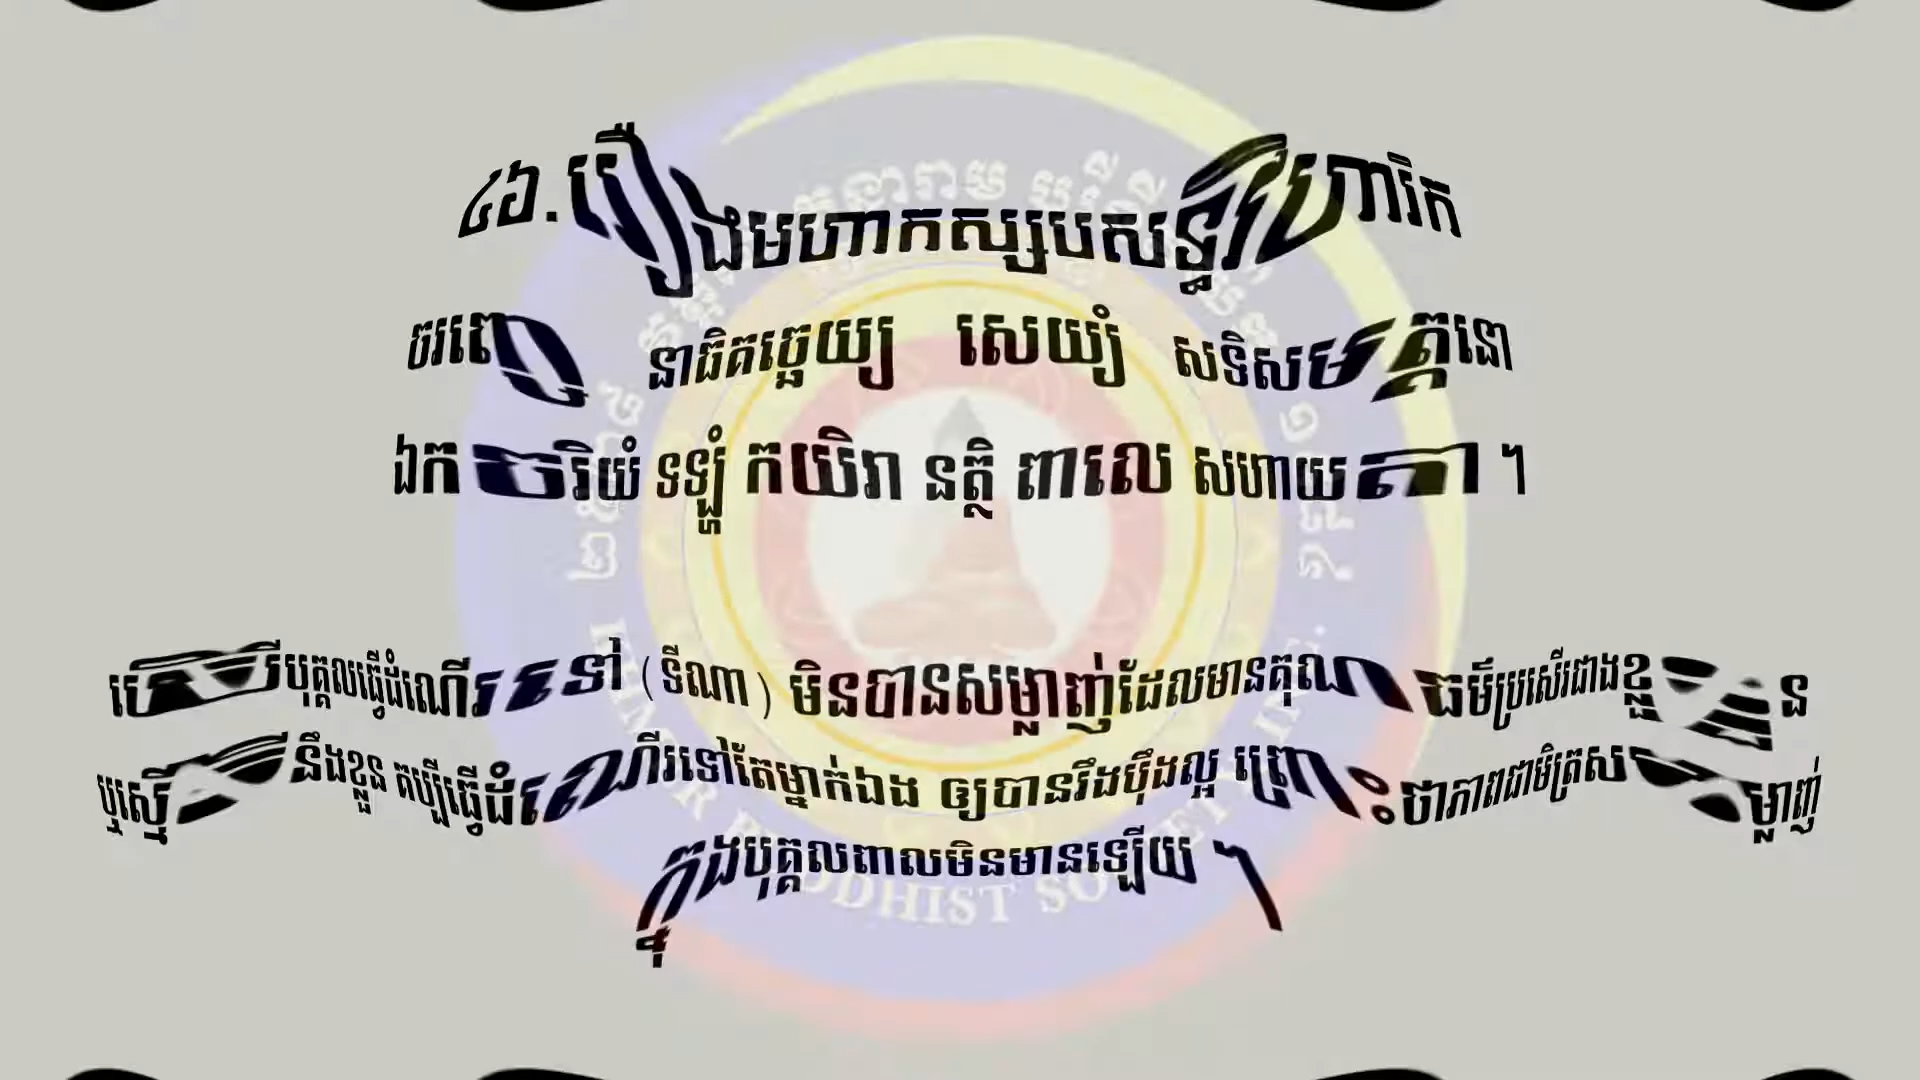 ៤៦.រឿងមហាកស្សបសទ្ធិវិហារិក
ចរញ្ចេ នាធិគច្ឆេយ្យ សេយ្យំ សទិសមត្តនោ
ឯកចរិយំ ទឡ្ហំ កយិរា នត្ថិ ពាលេ សហាយតា ។
បើបុគ្គលធ្វើដំណើរទៅ (ទីណា) មិនបានសម្លាញ់ដែលមានគុណធម៌ប្រសើរជាងខ្លួន
ឬស្មើនឹងខ្លួន គប្បីធ្វើដំណើរទៅតែម្នាក់ឯង ឲ្យបានរឹងប៉ឹងល្អ ព្រោះថាភាពជាមិត្រសម្លាញ់
ក្នុងបុគ្គលពាលមិនមានឡើយ ។
KHMER BUDDHIST SOCIETY INC.